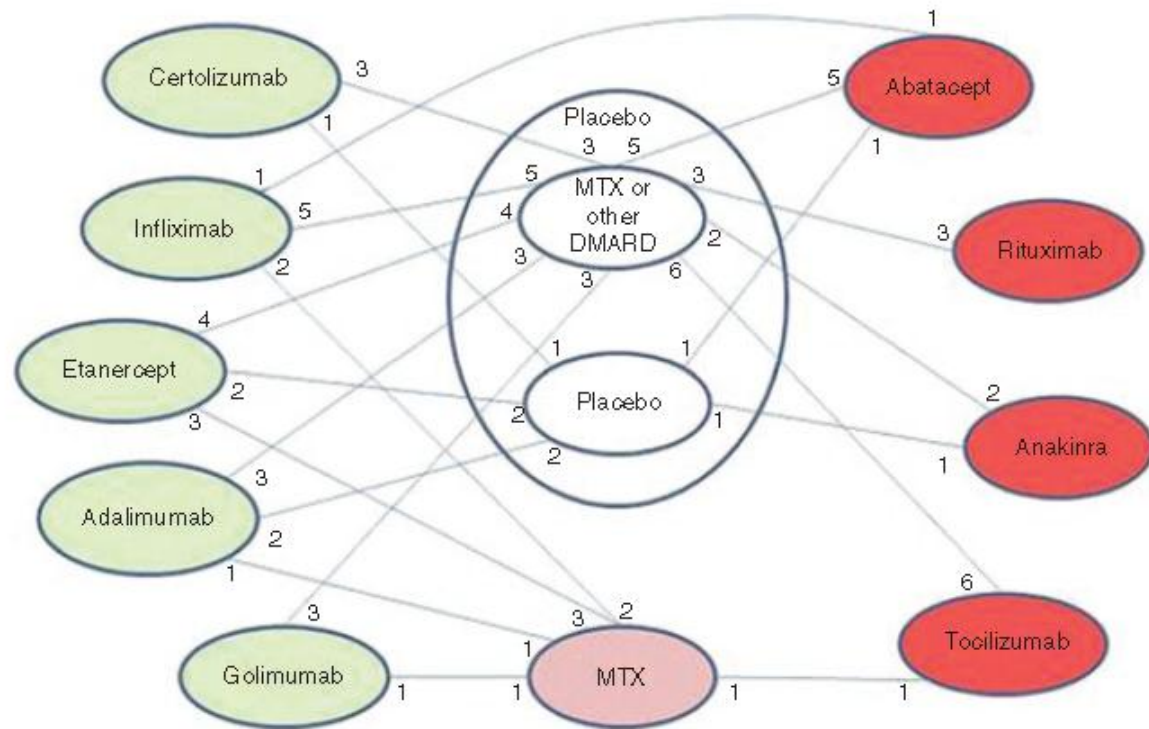 1
Certolizumab
3
5
Abatacept
1
Placebo
1
3
5
1
5
MTX or
3
Infliximab
5
4
other
3
Rituximab
2
DMARD
2
3
3
6
4
1
1
Etanercept
2
2
Placebo
1
2
3
2
1
Anakinra
3
Adalimumab
2
1
6
3
3
2
1
Tocilizumab
Golimumab
1
1
MTX
1
1